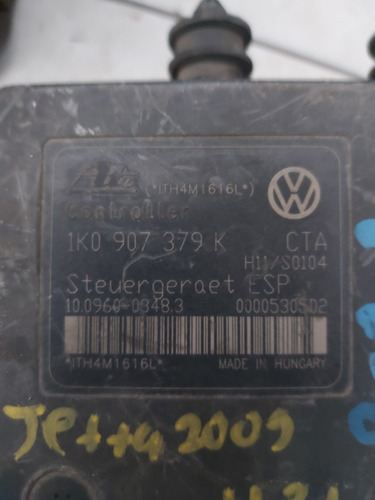 Ate (*ITH4M1616L*)
Controller
1K0 907 379 K CTA
H11/S0104
Steuergeraet ESP
10.0960-0348.3 0000530502
*ITH4M1616L* MADE IN HUNGARY
Jetta 2009